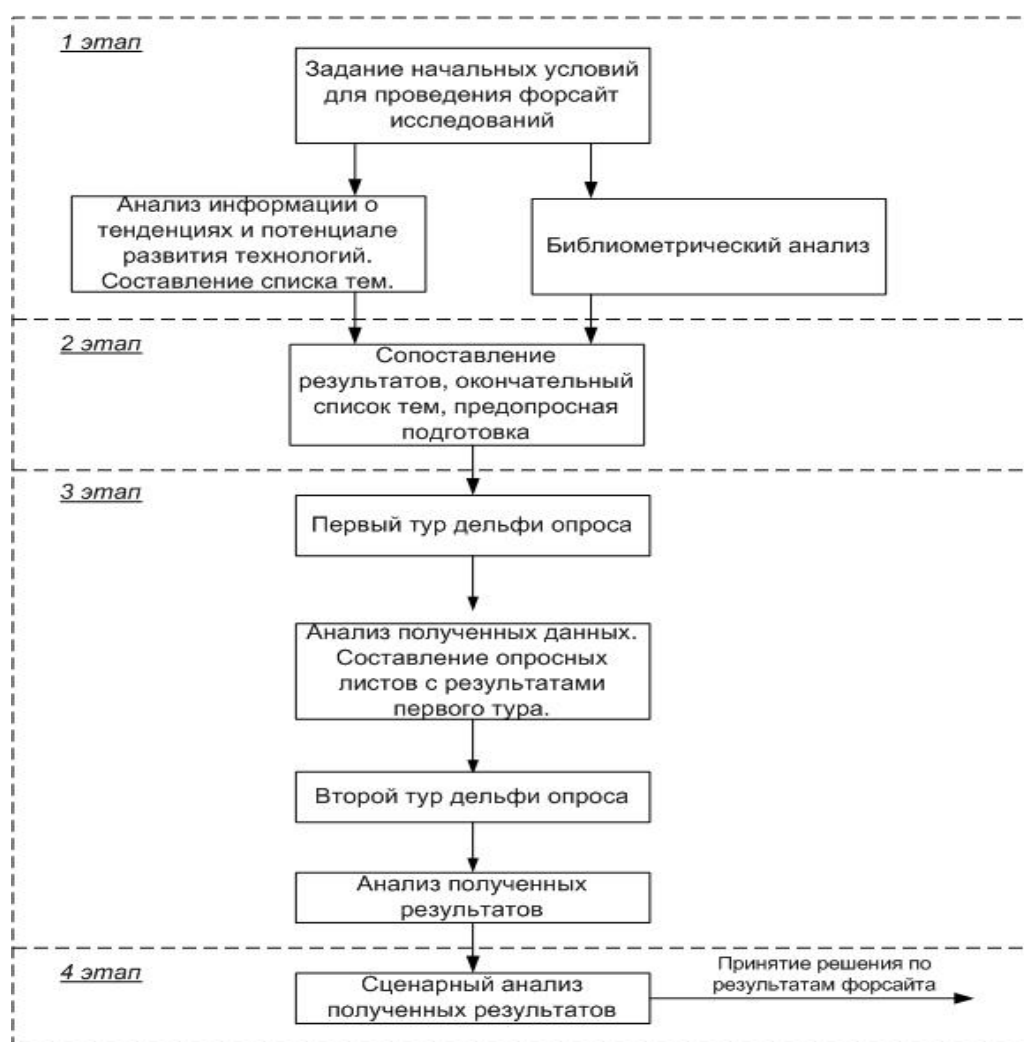 1 этап
Задание начальных условий
для проведения форсайт
исследований
Анализ информации о
тенденциях и потенциале
развития технологий.
Составление списка тем.
Библиометрический анализ
2 этап
Сопоставление
результатов, окончательный
список тем, предопросная
подготовка
3 этап
Первый тур дельфи опроса
Анализ полученных данных.
Составление опросных
листов с результатами
первого тура.
Второй тур дельфи опроса
Анализ полученных
результатов
4 этап
Сценарный анализ
полученных результатов
Принятие решения по
результатам форсайта